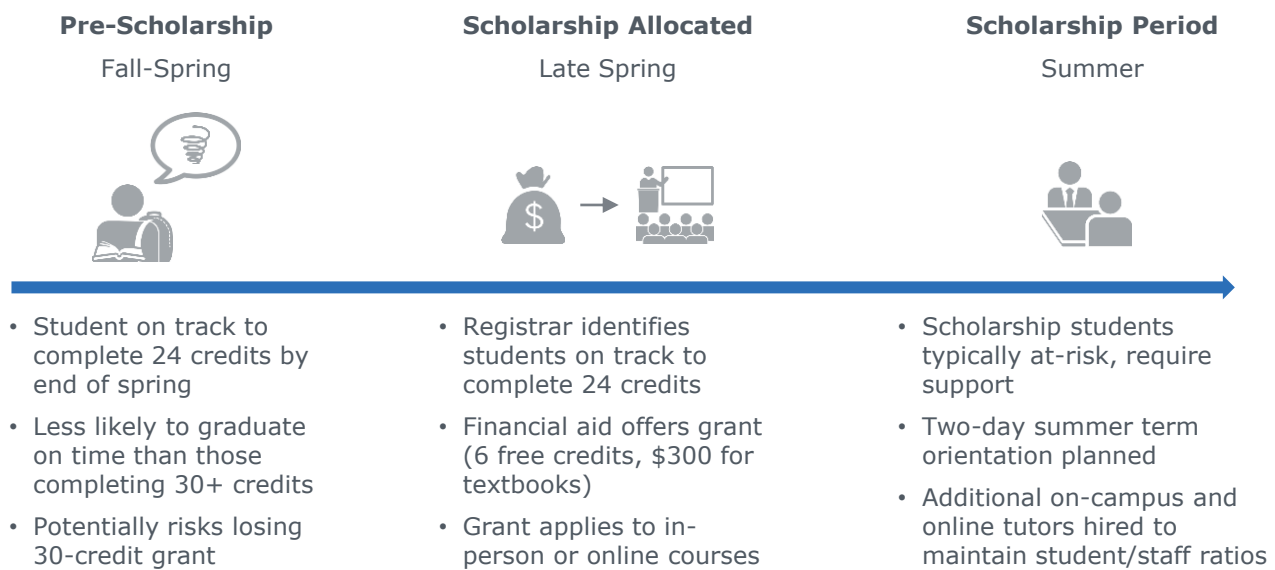 Pre-Scholarship
Fall-Spring
Scholarship Allocated
Late Spring
Scholarship Period
Summer
$
• Student on track to
complete 24 credits by
end of spring
• Less likely to graduate
on time than those
completing 30+ credits
• Potentially risks losing
30-credit grant
• Registrar identifies
students on track to
complete 24 credits
• Financial aid offers grant
(6 free credits, $300 for
textbooks)
• Grant applies to in-
person or online courses
• Scholarship students
typically at-risk, require
support
• Two-day summer term
orientation planned
• Additional on-campus and
online tutors hired to
maintain student/staff ratios